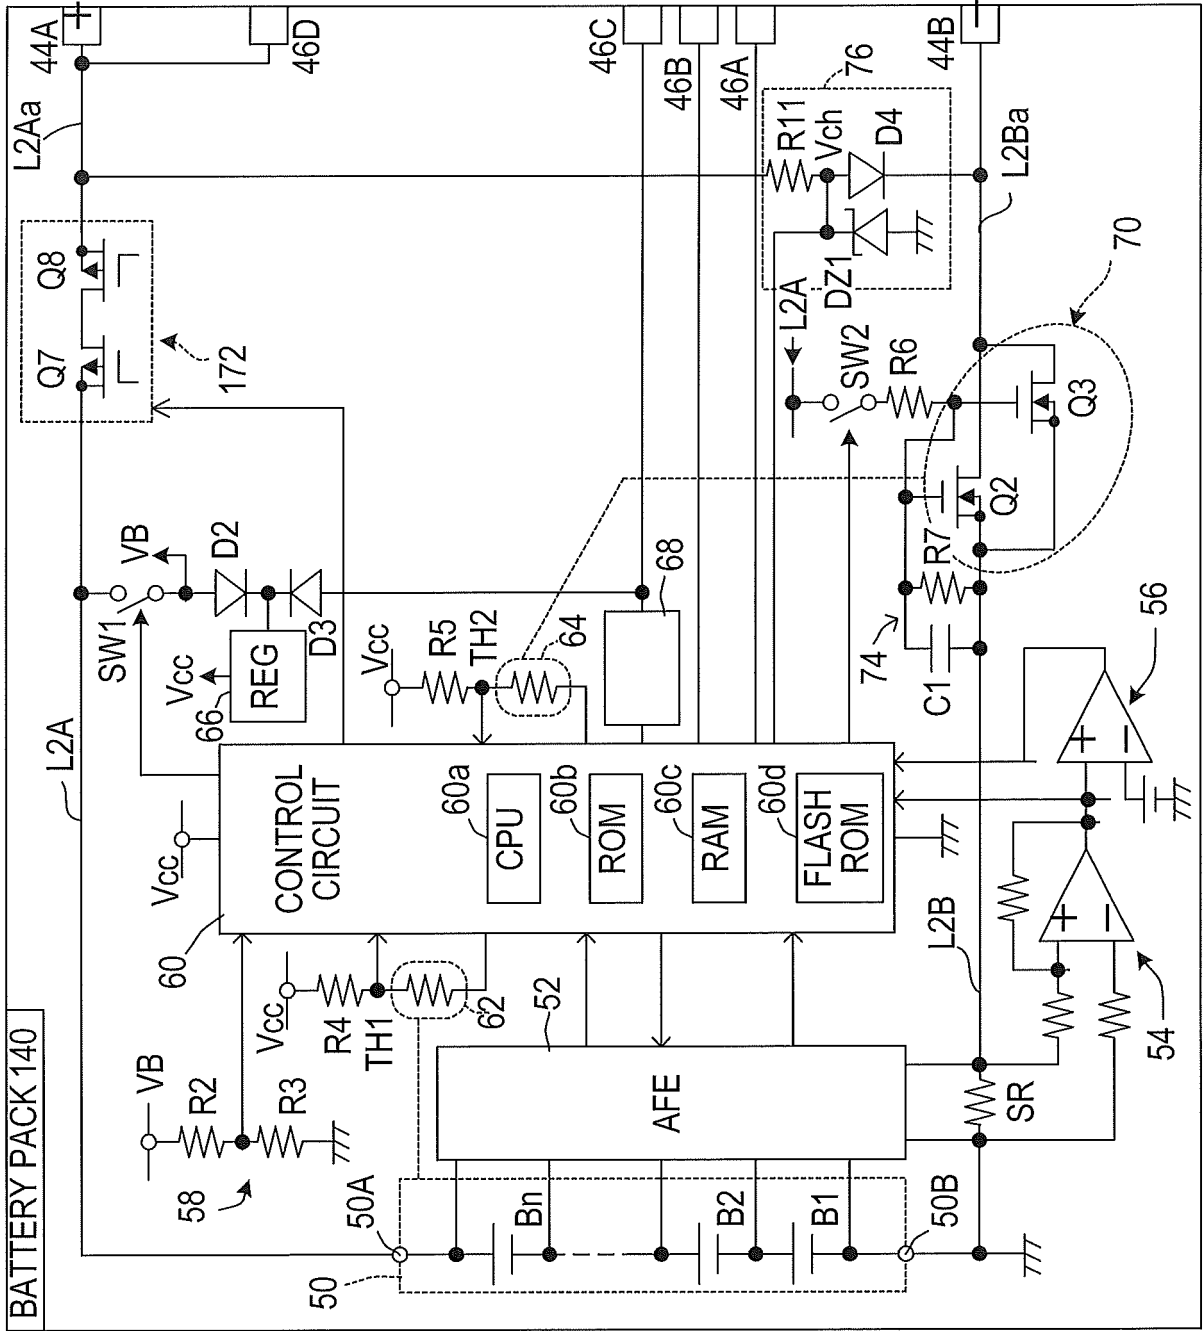 BATTERY PACK 140
44A
+
46D
46C
46B
46A
44B
−
L2Aa
Q8
Q7
172
76
R11
Vch
D4
DZ1
L2A
L2Ba
70
SW2
R6
Q3
Q2
R7
74
C1
VB
D2
SW1
D3
Vcc
REG
66
L2A
Vcc
R5
TH2
64
68
56
+
−
CONTROL
CIRCUIT
60
60a
CPU
60b
ROM
60c
RAM
60d
FLASH
ROM
Vcc
L2B
+
−
54
Vcc
R4
TH1
62
52
AFE
VB
R2
R3
58
SR
50A
50
Bn
B2
B1
50B